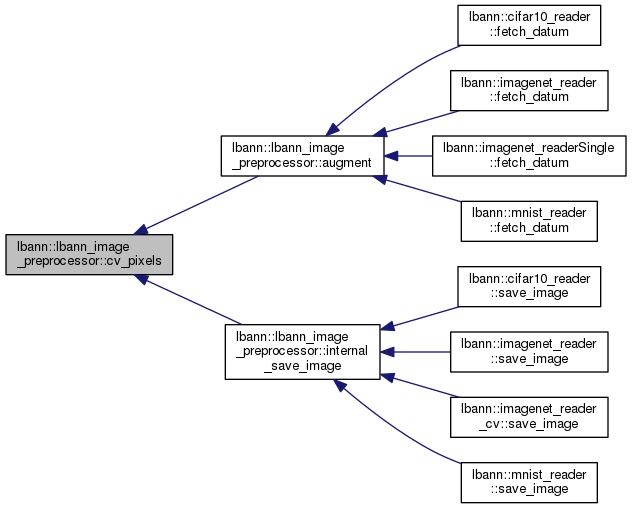 lbann::cifar10_reader
::fetch_datum
lbann::imagenet_reader
::fetch_datum
lbann::lbann_image
_preprocessor::augment
lbann::imagenet_readerSingle
::fetch_datum
lbann::mnist_reader
::fetch_datum
lbann::lbann_image
_preprocessor::cv_pixels
lbann::cifar10_reader
::save_image
lbann::lbann_image
_preprocessor::internal
_save_image
lbann::imagenet_reader
::save_image
lbann::imagenet_reader
_cv::save_image
lbann::mnist_reader
::save_image